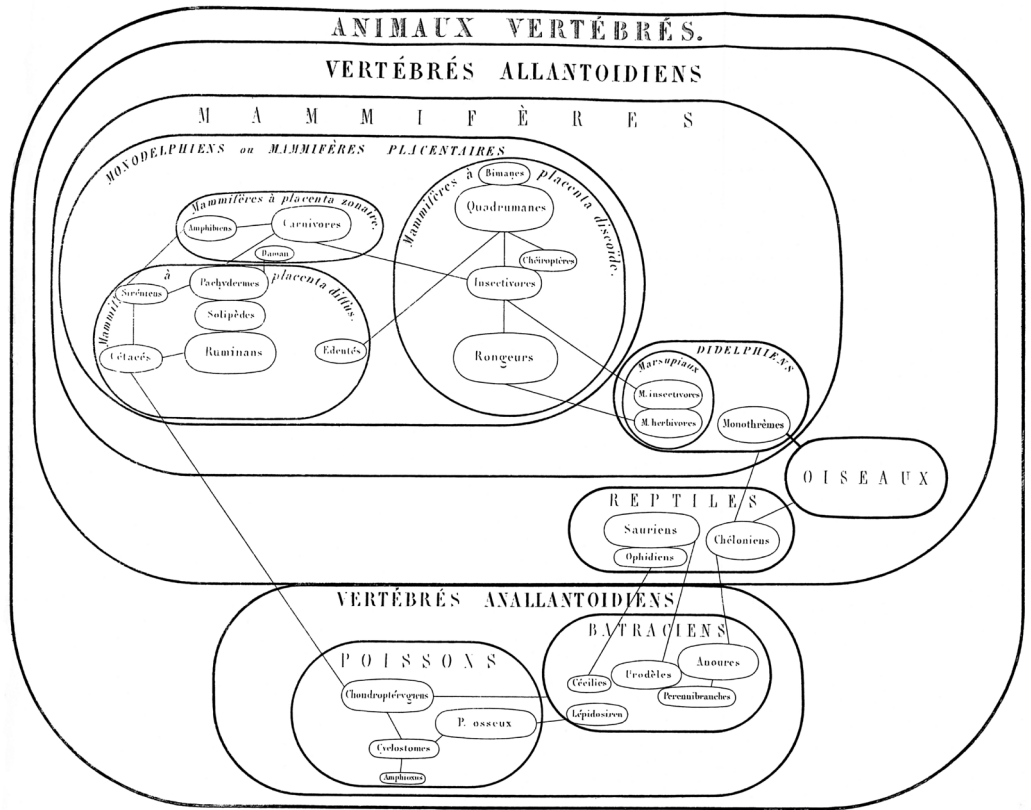 ANIMAUX VERTÉBRÉS.
VERTÉBRÉS ALLANTOIDIENS
MAMMIFÈRES
MONODELPHIENS ou MAMMIFÈRES PLACENTAIRES
Mammifères à placenta zonaire.
Amphibiens
Carnivores
Daman
Mammifères à placenta discoïde.
Bimanes
Quadrumanes
Chéiroptères
Insectivores
Rongeurs
à placenta diffus.
Siréniens
Pachydermes
Solipèdes
Cétacés
Ruminans
Edentés
DIDELPHIENS
Marsupiaux
M. insectivores
M. herbivores
Monothrèmes
OISEAUX
REPTILES
Sauriens
Ophidiens
Chéloniens
VERTÉBRÉS ANALLANTOIDIENS
BATRACIENS
Anoures
Urodèles
Cécilies
Perennibranches
Lépidosiren
POISSONS
Chondroptérygiens
P. osseux
Cyclostomes
Amphioxus